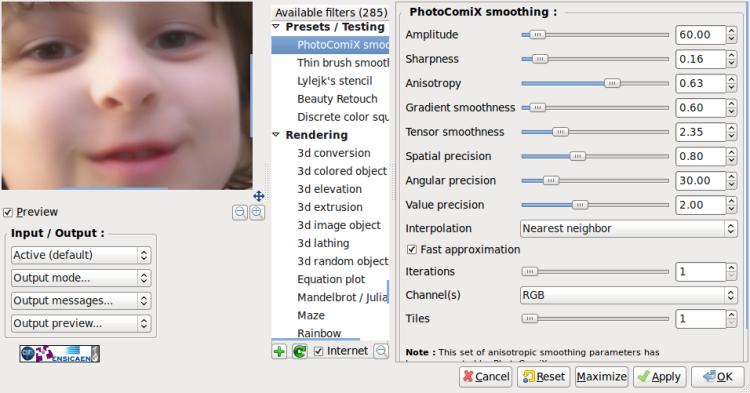 Available filters (285)
Presets / Testing
PhotoComiX smoo
Thin brush smooth
Lylejk's stencil
Beauty Retouch
Discrete color squ
Rendering
3d conversion
3d colored object
3d elevation
3d extrusion
3d image object
3d lathing
3d random object
Equation plot
Mandelbrot / Julia
Maze
Rainbow
Internet
Preview
Input / Output :
Active (default)
Output mode...
Output messages...
Output preview...
ENSICAEN
PhotoComiX smoothing :
Amplitude 60.00
Sharpness 0.16
Anisotropy 0.63
Gradient smoothness 0.60
Tensor smoothness 2.35
Spatial precision 0.80
Angular precision 30.00
Value precision 2.00
Interpolation Nearest neighbor
Fast approximation
Iterations 1
Channel(s) RGB
Tiles 1
Note : This set of anisotropic smoothing parameters has
Cancel Reset Maximize Apply OK